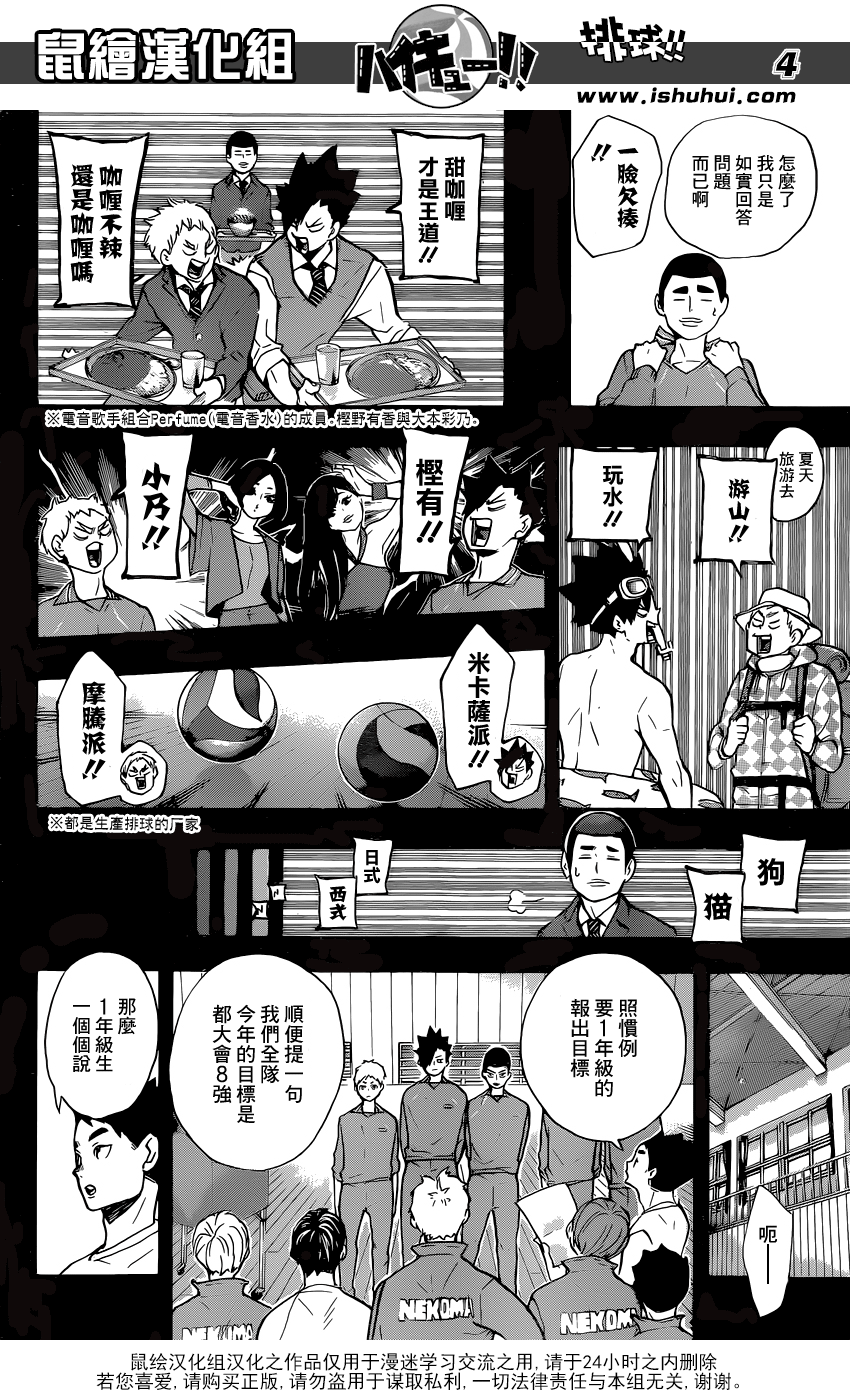 鼠繪漢化組
ハイキュー!!
排球!!
4
www.ishuhui.com
怎麼了
我只是
如實回答
問題
而已啊
一臉欠揍
!!
甜咖喱
才是王道!!
咖喱不辣
還是咖喱嗎
※電音歌手組合Perfume(電音香水)的成員。樫野有香與大本彩乃。
夏天
旅游去
游山!!
玩水!!
樫有!!
小乃!!
米卡薩派!!
摩騰派!!
※都是生產排球的厂家
狗
猫
日式
西式
呃——
照慣例
要1年級的
報出目標
順便提一句
我們全隊
今年的目標是
都大會8強
NEKOMA
NEKOMA
NEKOMA
那麼
1年級生
一個個說
鼠绘汉化组汉化之作品仅用于漫迷学习交流之用, 请于24小时之内删除
若您喜爱, 请购买正版, 请勿滥用于谋取私利, 一切法律责任与本组无关, 谢谢。